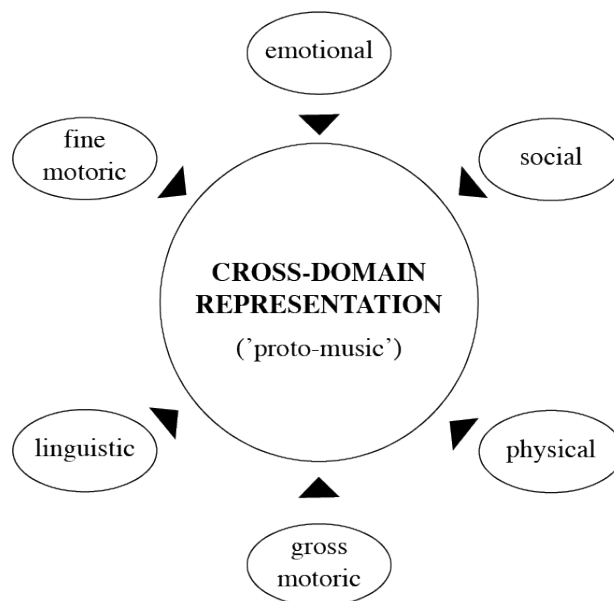 emotional
fine
motoric
social
CROSS-DOMAIN
REPRESENTATION
(’proto-music’)
linguistic
physical
gross
motoric